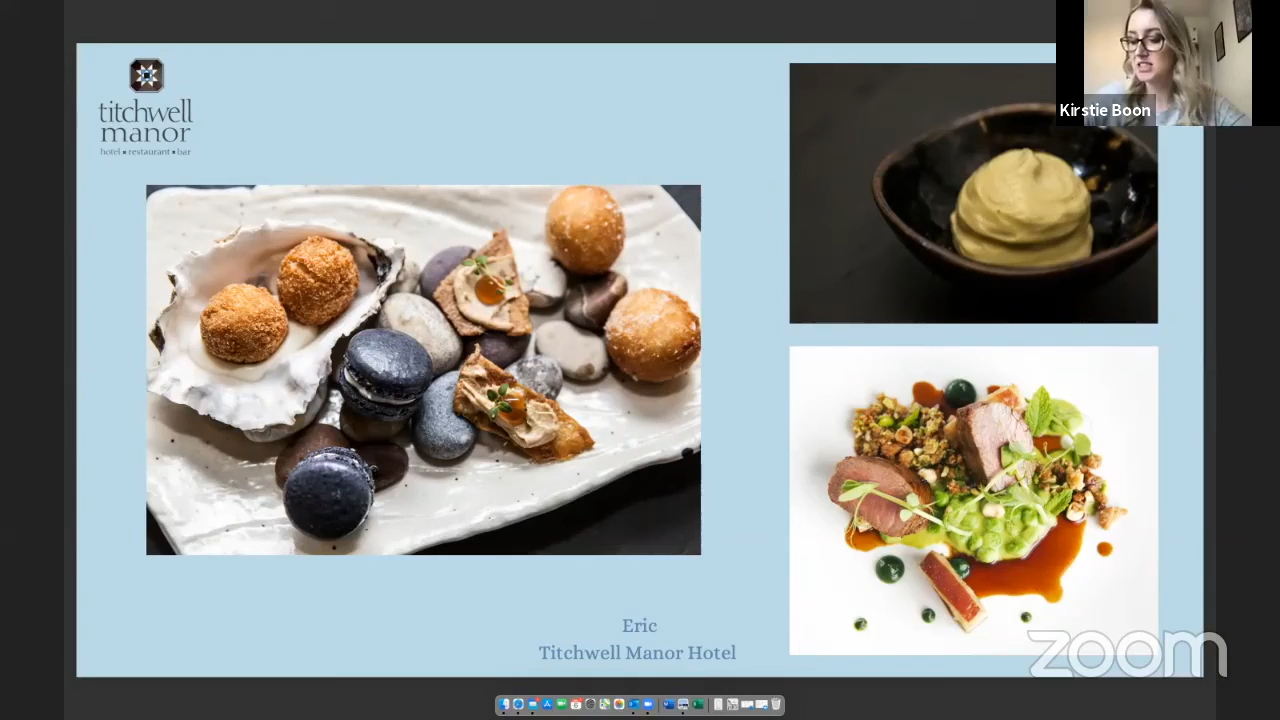 titchwell
manor
hotel ▪ restaurant ▪ bar
Kirstie Boon
Eric
Titchwell Manor Hotel
zoom